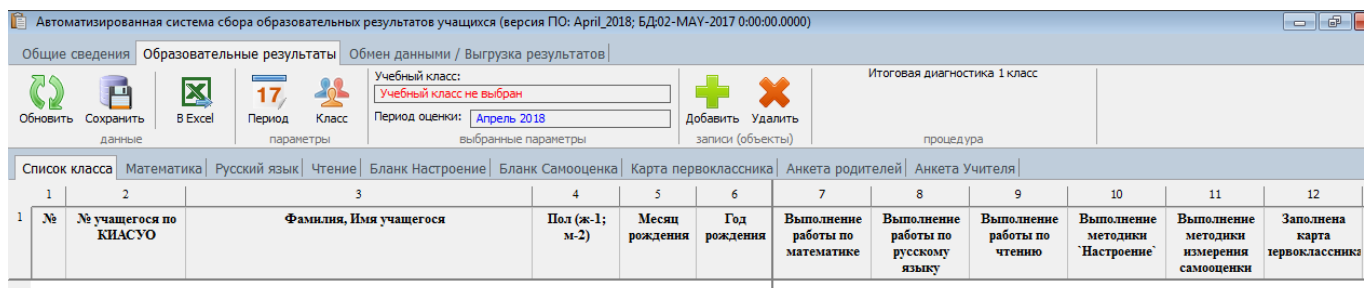 Автоматизированная система сбора образовательных результатов учащихся (версия ПО: April_2018; БД:02-MAY-2017 0:00:00.0000)
Общие сведения Образовательные результаты Обмен данными / Выгрузка результатов
Учебный класс:
Итоговая диагностика 1 класс
17
Учебный класс не выбран
Обновить Сохранить В Excel Период Класс
Период оценки: Апрель 2018
Добавить Удалить
данные параметры выбранные параметры записи (объекты) процедура
Список класса Математика Русский язык Чтение Бланк Настроение Бланк Самооценка Карта первоклассника Анкета родителей Анкета Учителя
1 2 3 4 5 6 7 8 9 10 11 12
1 № № учащегося по Фамилия, Имя учащегося Пол (ж-1; Месяц Год Выполнение Выполнение Выполнение Выполнение Выполнение Заполнена
КИАСУО м-2) рождения рождения работы по работы по работы по методики методики карта
математике русскому чтению `Настроение` измерения первоклассника
языку самооценки